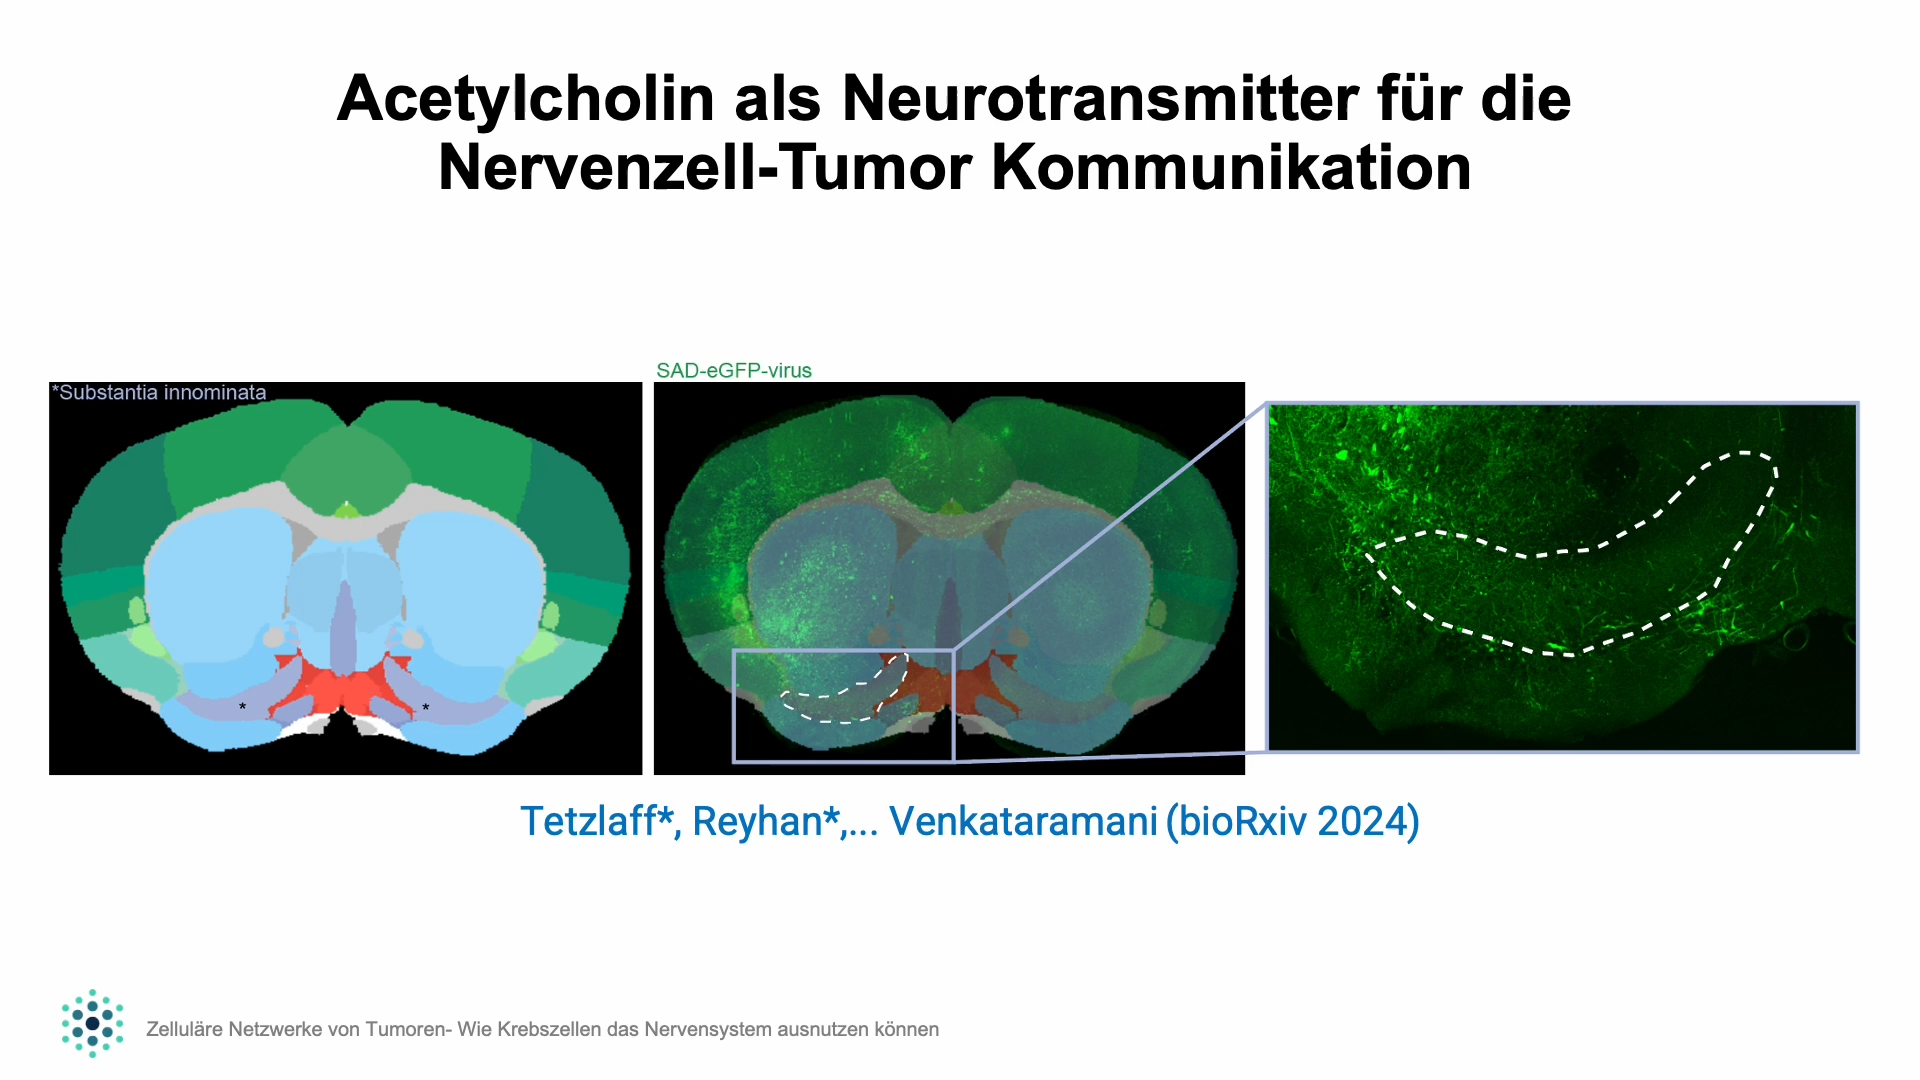 Acetylcholin als Neurotransmitter für die
Nervenzell-Tumor Kommunikation
SAD-eGFP-virus
*Substantia innominata
*
*
Tetzlaff*, Reyhan*,... Venkataramani (bioRxiv 2024)
Zelluläre Netzwerke von Tumoren- Wie Krebszellen das Nervensystem ausnutzen können